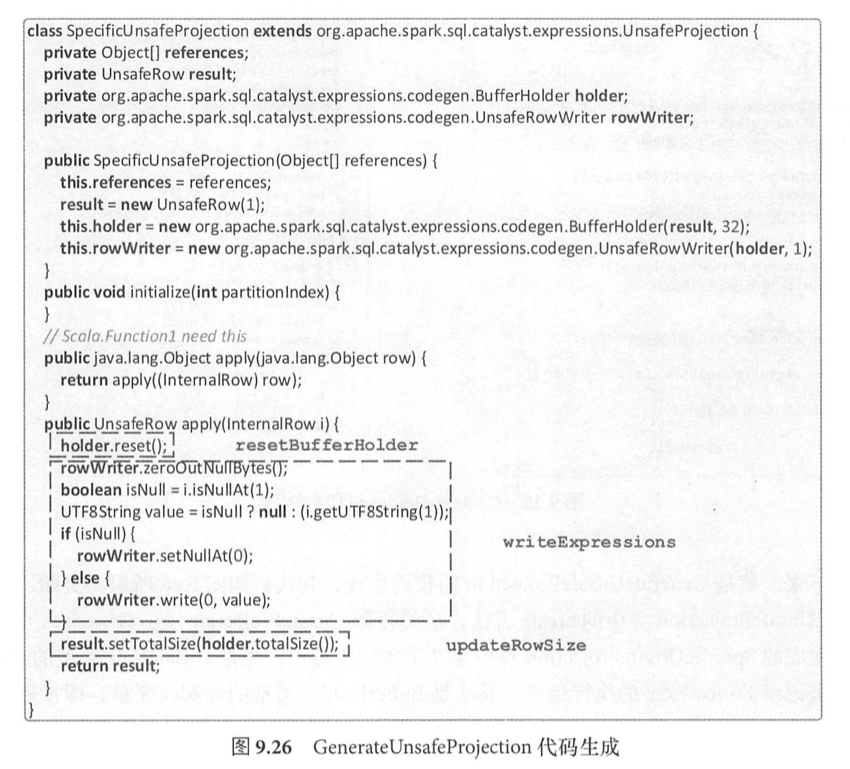 class SpecificUnsafeProjection extends org.apache.spark.sql.catalyst.expressions.UnsafeProjection {
private Object[] references;
private UnsafeRow result;
private org.apache.spark.sql.catalyst.expressions.codegen.BufferHolder holder;
private org.apache.spark.sql.catalyst.expressions.codegen.UnsafeRowWriter rowWriter;
public SpecificUnsafeProjection(Object[] references) {
this.references = references;
result = new UnsafeRow(1);
this.holder = new org.apache.spark.sql.catalyst.expressions.codegen.BufferHolder(result, 32);
this.rowWriter = new org.apache.spark.sql.catalyst.expressions.codegen.UnsafeRowWriter(holder, 1);
}
public void initialize(int partitionIndex) {
}
// Scala.Function1 need this
public java.lang.Object apply(java.lang.Object row) {
return apply((InternalRow) row);
}
public UnsafeRow apply(InternalRow i) {
holder.reset(); resetBufferHolder
rowWriter.zeroOutNullBytes();
boolean isNull = i.isNullAt(1);
UTF8String value = isNull ? null : (i.getUTF8String(1));
if (isNull) {
rowWriter.setNullAt(0);
writeExpressions
} else {
rowWriter.write(0, value);
}
result.setTotalSize(holder.totalSize()); updateRowSize
return result;
}
}
图 9.26 GenerateUnsafeProjection 代码生成